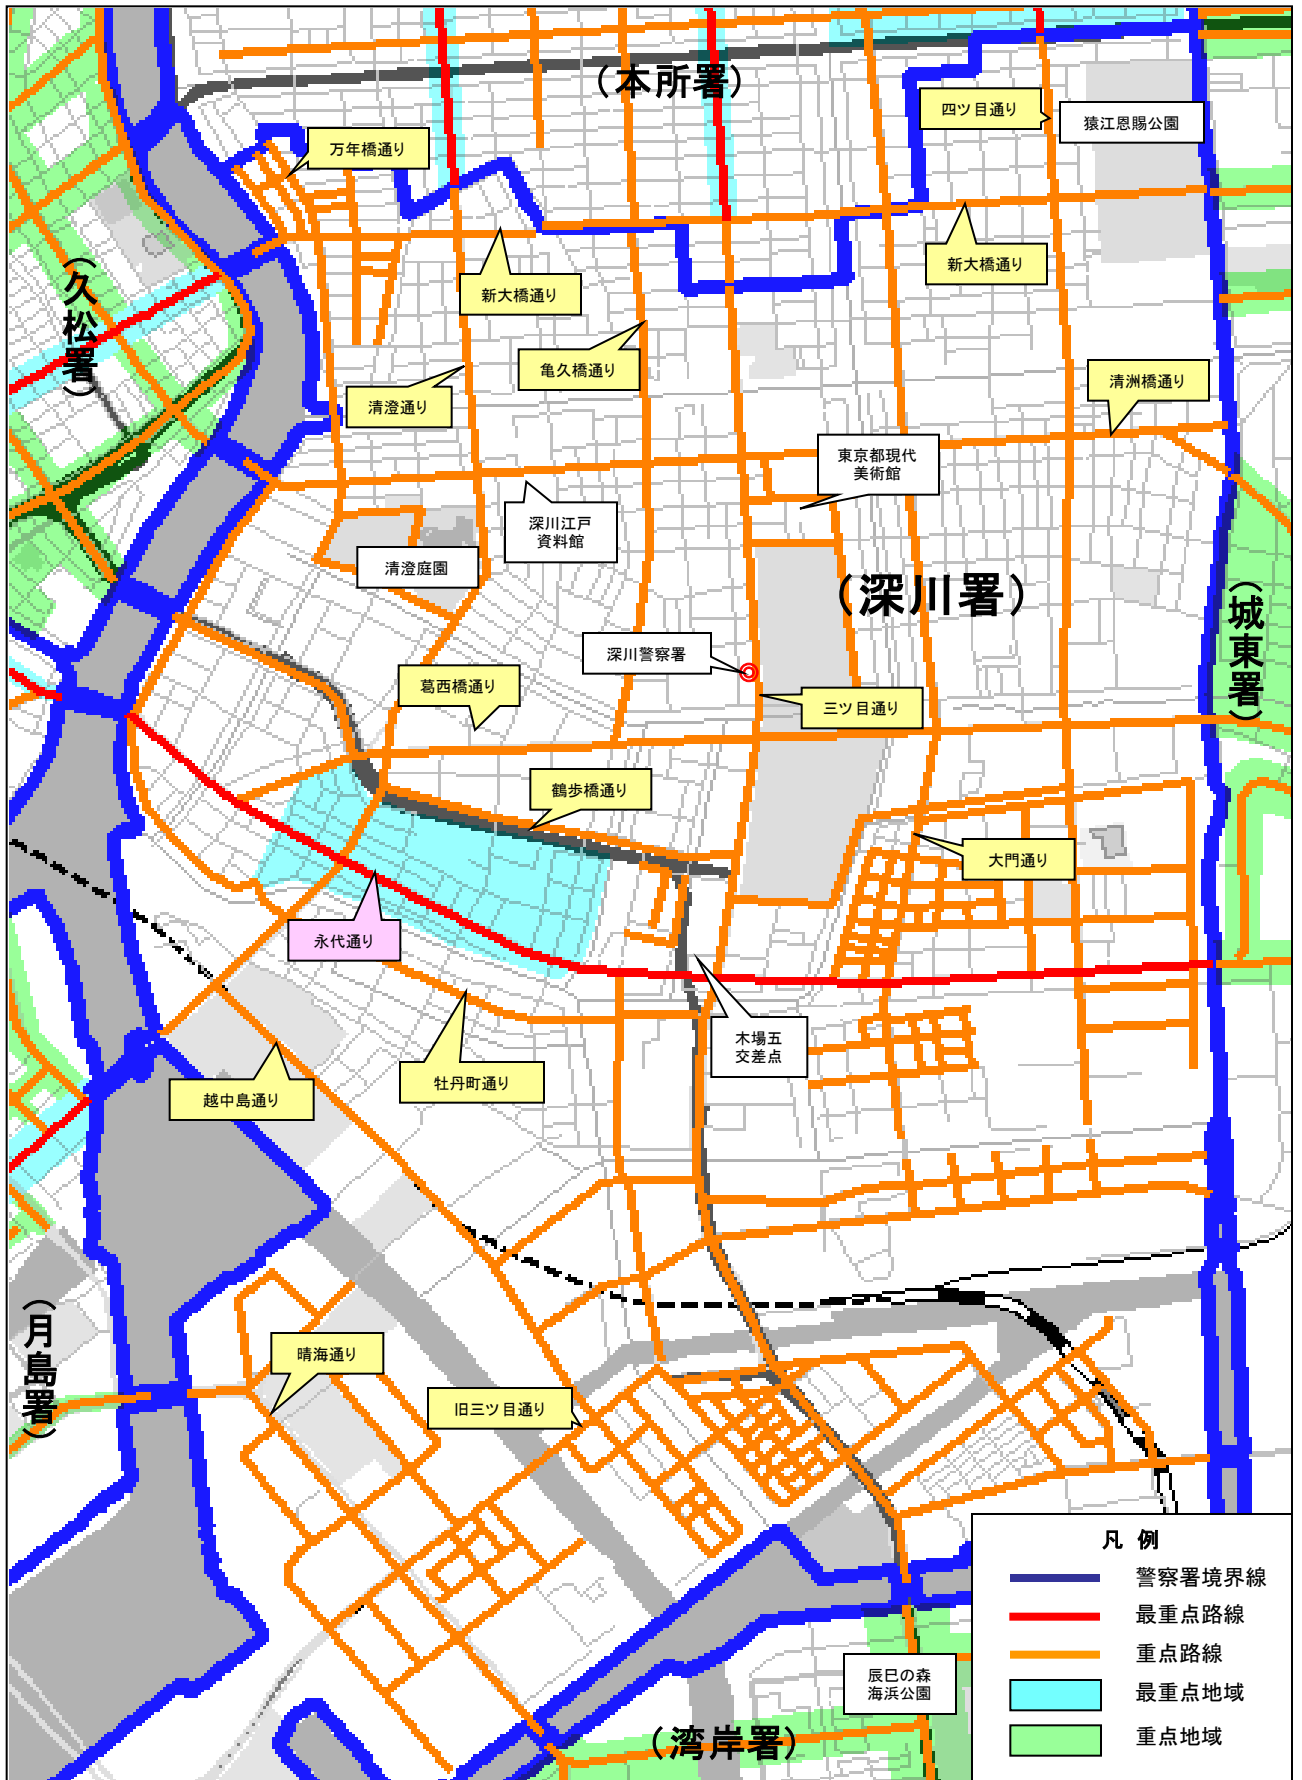 （本所署）
四ツ目通り
猿江恩賜公園
万年橋通り
（久松署）
新大橋通り
新大橋通り
亀久橋通り
清澄通り
清洲橋通り
東京都現代
美術館
深川江戸
資料館
清澄庭園
（深川署）
（城東署）
深川警察署
葛西橋通り
三ツ目通り
鶴歩橋通り
大門通り
永代通り
木場五
交差点
牡丹町通り
越中島通り
（月島署）
晴海通り
旧三ツ目通り
辰巳の森
海浜公園
（湾岸署）
凡 例
警察署境界線
最重点路線
重点路線
最重点地域
重点地域